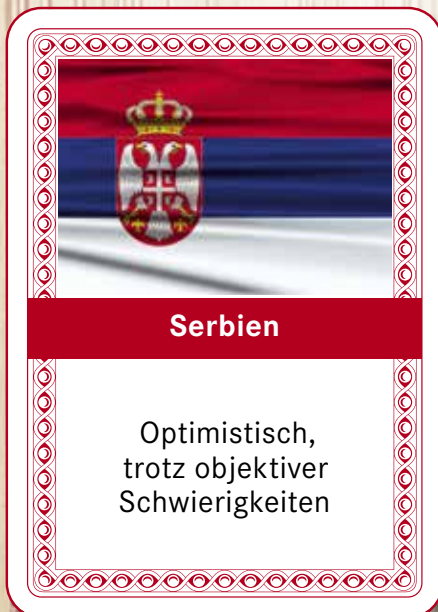 Serbien
Optimistisch,
trotz objektiver
Schwierigkeiten